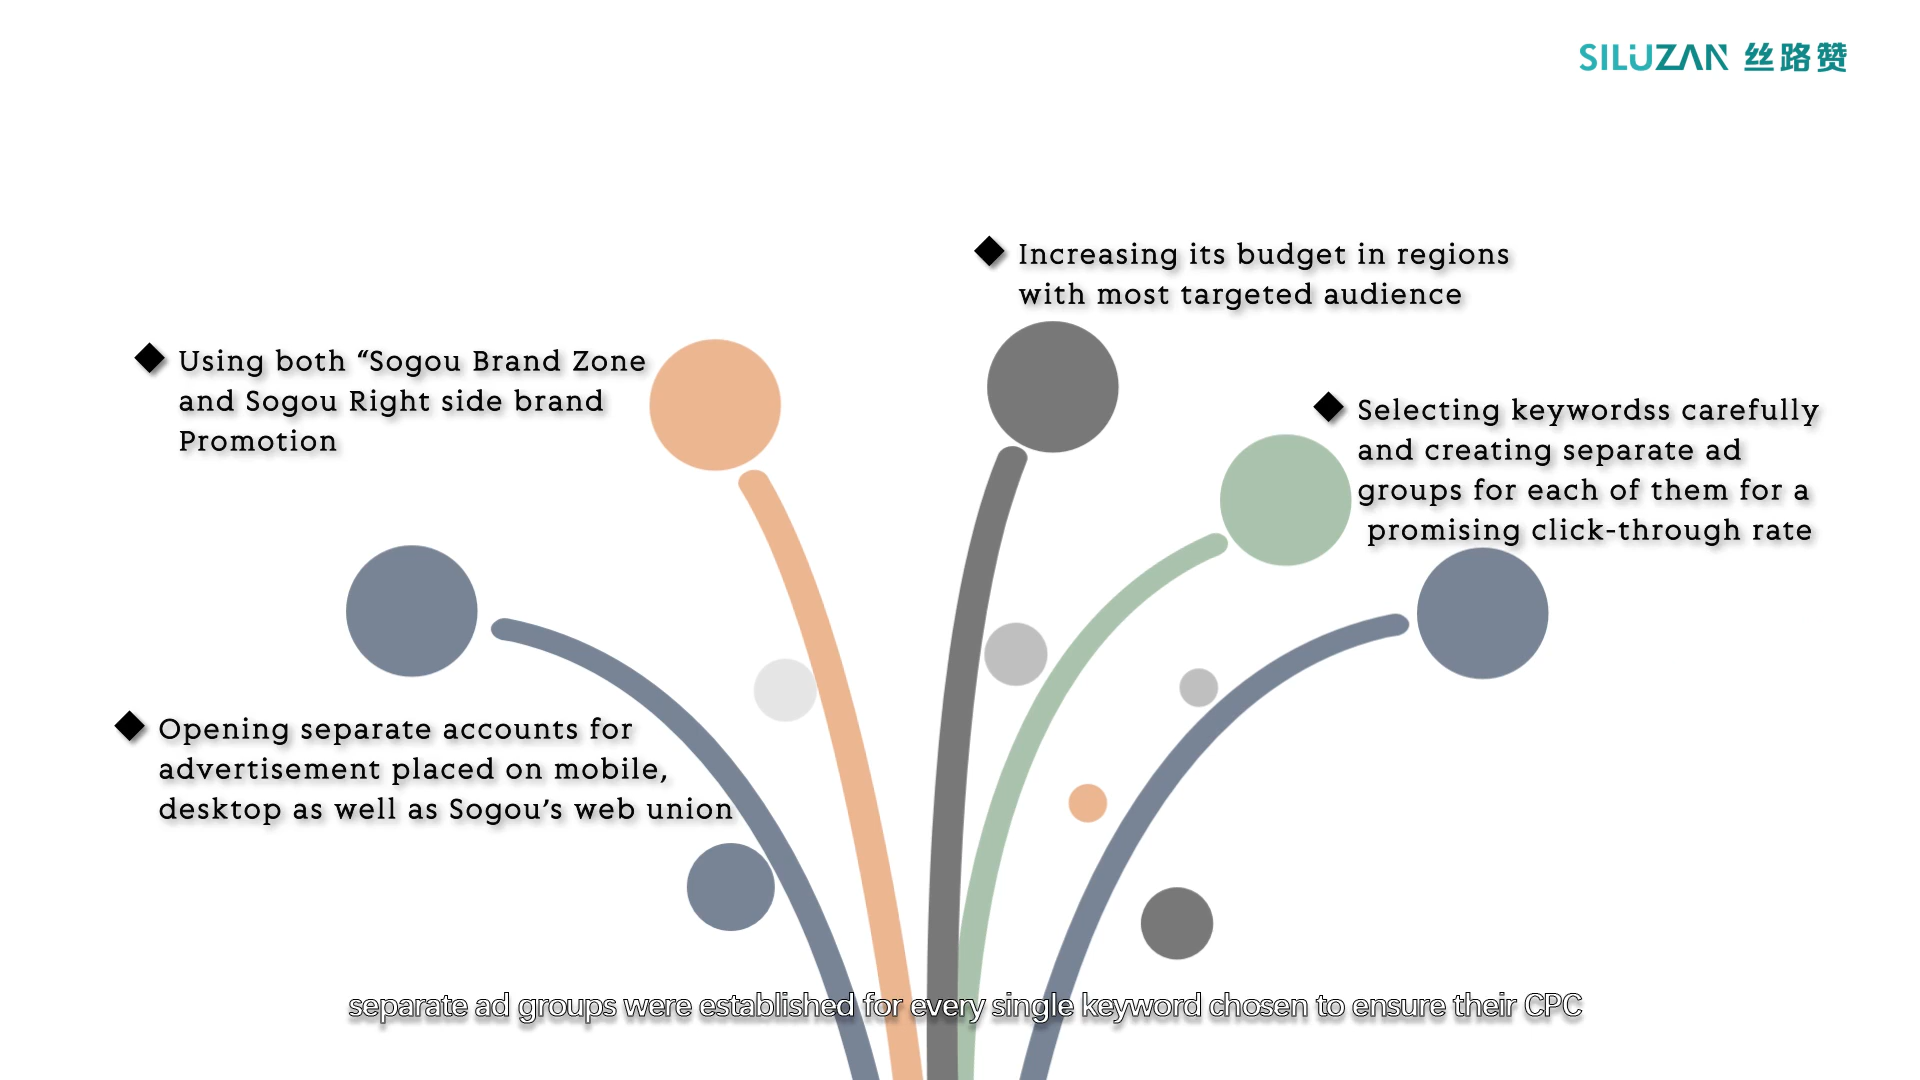 SILUZAN 丝路赞
Increasing its budget in regions
with most targeted audience
Using both “Sogou Brand Zone
and Sogou Right side brand
Promotion
Selecting keywordss carefully
and creating separate ad
groups for each of them for a
promising click-through rate
Opening separate accounts for
advertisement placed on mobile,
desktop as well as Sogou’s web union
separate ad groups were established for every single keyword chosen to ensure their CPC